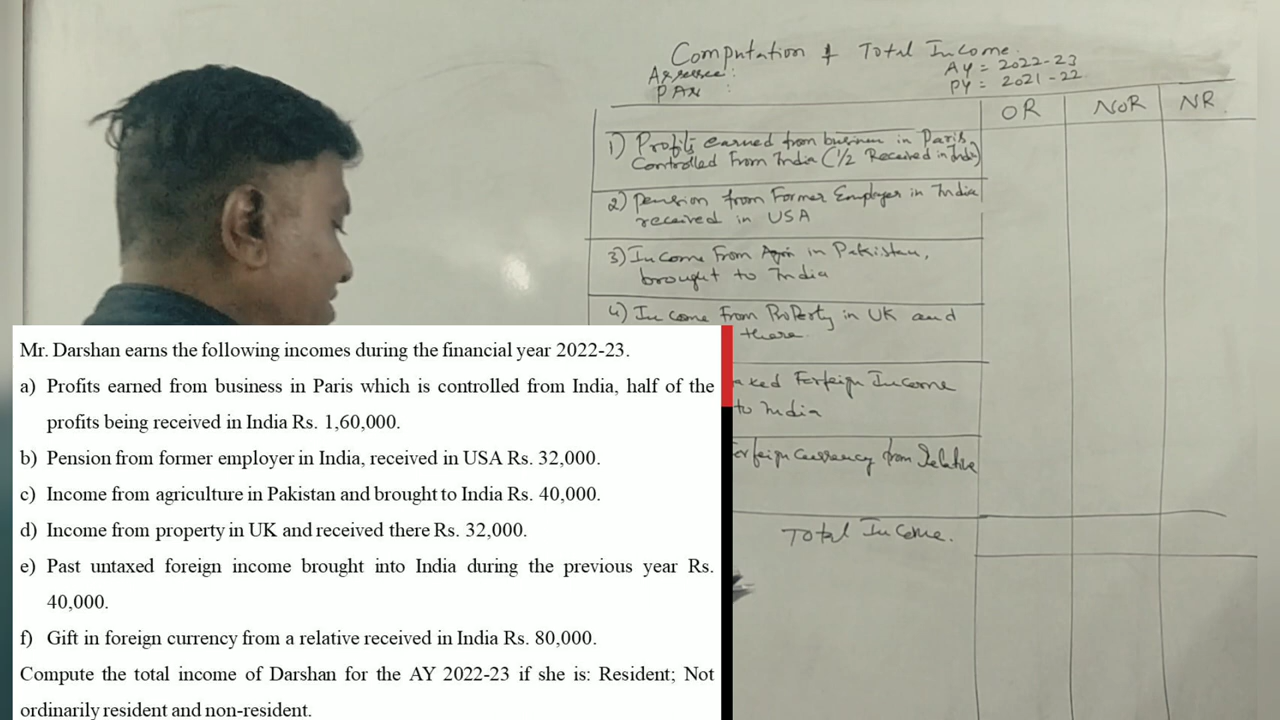 Computation of Total Income.
Assessee:
PAN :
AY = 2022-23
PY = 2021-22
OR NOR NR
1) Profits earned from business in Paris,
Controlled From India (1/2 Received in India)
2) Pension from Former Employer in India
received in USA
3) Income From Agri in Pakistan,
brought to India
4) Income From Property in UK and
there
Forfeign Income
to India
Forfeign Currency from Relative
Total Income.
Mr. Darshan earns the following incomes during the financial year 2022-23.
a) Profits earned from business in Paris which is controlled from India, half of the
profits being received in India Rs. 1,60,000.
b) Pension from former employer in India, received in USA Rs. 32,000.
c) Income from agriculture in Pakistan and brought to India Rs. 40,000.
d) Income from property in UK and received there Rs. 32,000.
e) Past untaxed foreign income brought into India during the previous year Rs.
40,000.
f) Gift in foreign currency from a relative received in India Rs. 80,000.
Compute the total income of Darshan for the AY 2022-23 if she is: Resident; Not
ordinarily resident and non-resident.